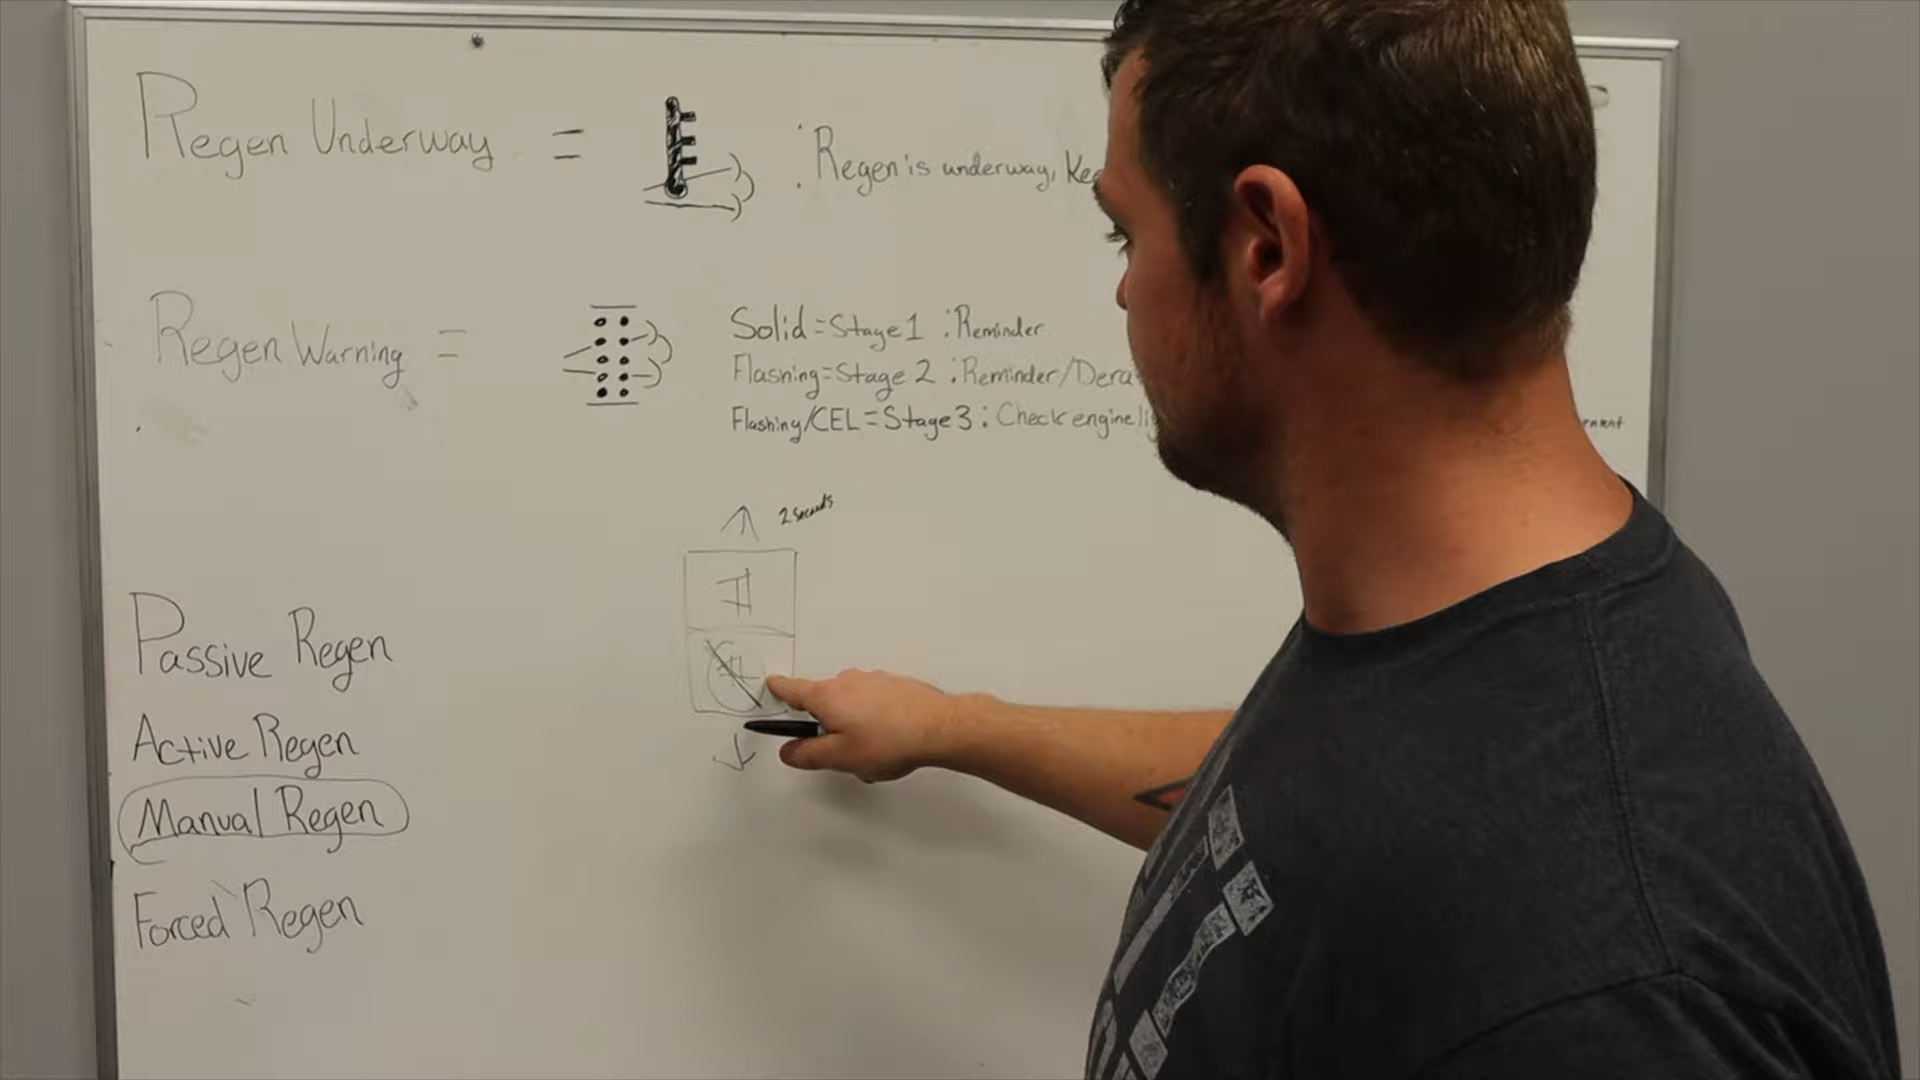 Regen Underway = : Regen is underway, Kee
Regen Warning =
Solid = Stage 1 : Reminder
Flashing = Stage 2 : Reminder/Dera
Flashing/CEL = Stage 3 : Check engine lig
2 seconds
Passive Regen
Active Regen
Manual Regen
Forced Regen